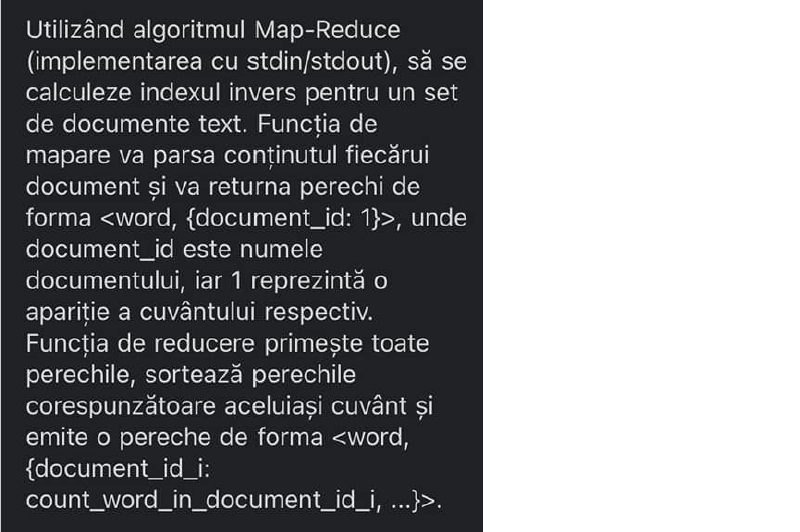 Utilizând algoritmul Map-Reduce
(implementarea cu stdin/stdout), să se
calculeze indexul invers pentru un set
de documente text. Funcția de
mapare va parsa conținutul fiecărui
document și va returna perechi de
forma <word, {document_id: 1}>, unde
document_id este numele
documentului, iar 1 reprezintă o
apariție a cuvântului respectiv.
Funcția de reducere primește toate
perechile, sortează perechile
corespunzătoare aceluiași cuvânt și
emite o pereche de forma <word,
{document_id_i:
count_word_in_document_id_i, ...}>.